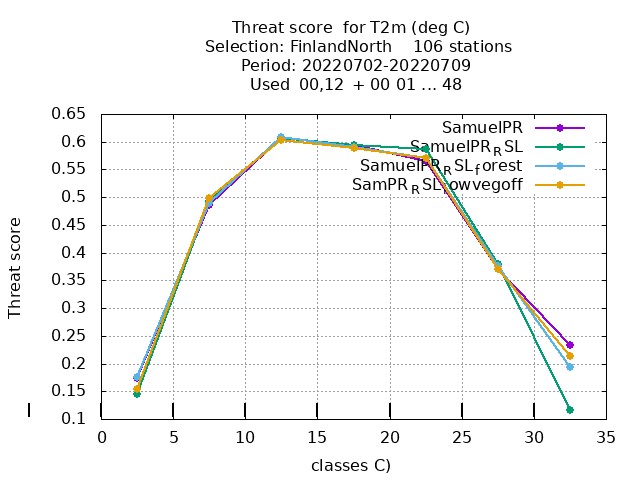 Threat score  for T2m (deg C)
Selection: FinlandNorth    106 stations
Period: 20220702-20220709
Used  00,12  + 00 01 ... 48
0.65
0.6
0.55
0.5
0.45
0.4
0.35
0.3
0.25
0.2
0.15
0.1
Threat score
SamuelPR
SamuelPR_RSL
SamuelPR_RSL_forest
SamPR_RSL_lowvegoff
0 5 10 15 20 25 30 35
classes C)